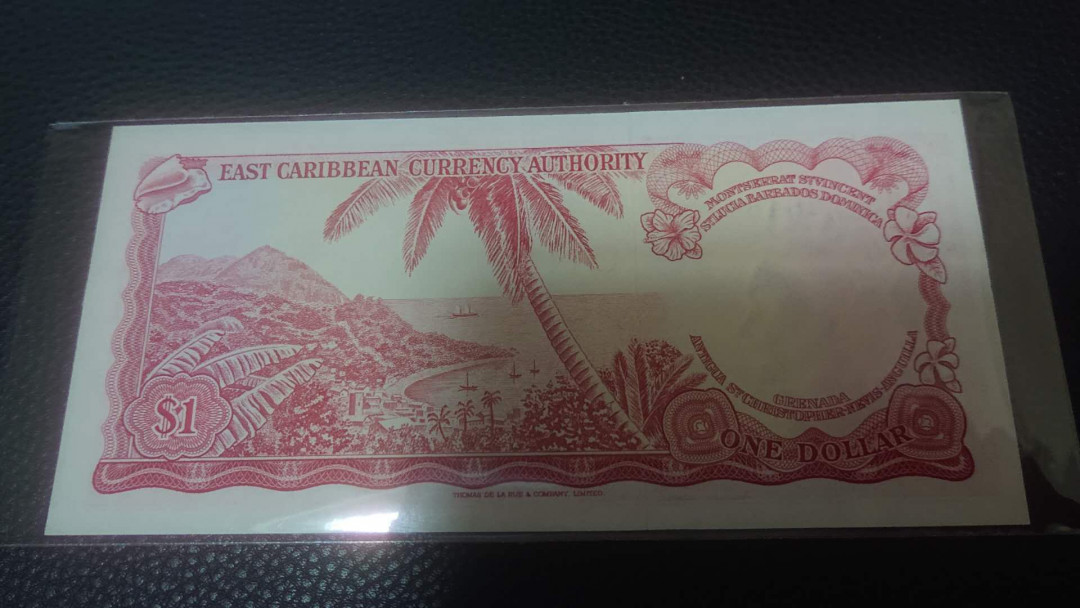 EAST CARIBBEAN CURRENCY AUTHORITY
MONTSERRAT ST VINCENT
ST LUCIA BARBADOS DOMINICA
$1
GRENADA
ANTIGUA ST CHRISTOPHER-NEVIS-ANGUILLA
ONE DOLLAR
THOMAS DE LA RUE & COMPANY, LIMITED.